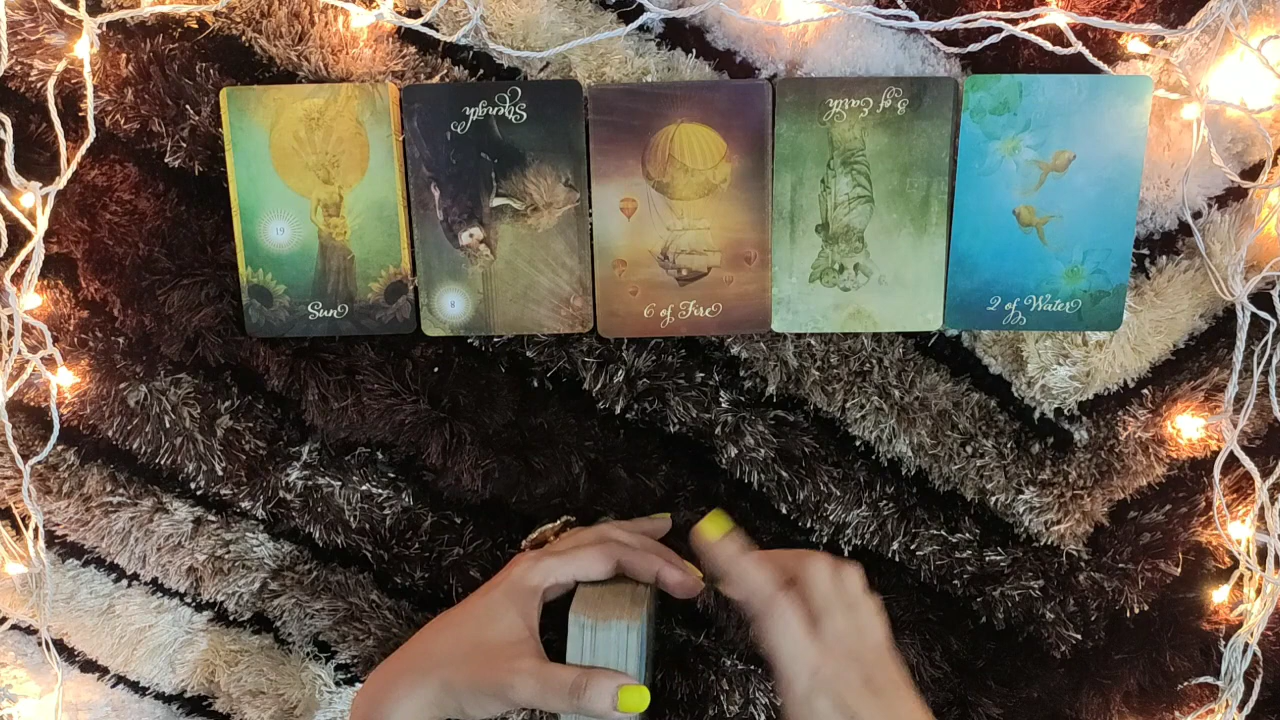 19
Sun
Strength
8
6 of Fire
8 of Earth
2 of Water